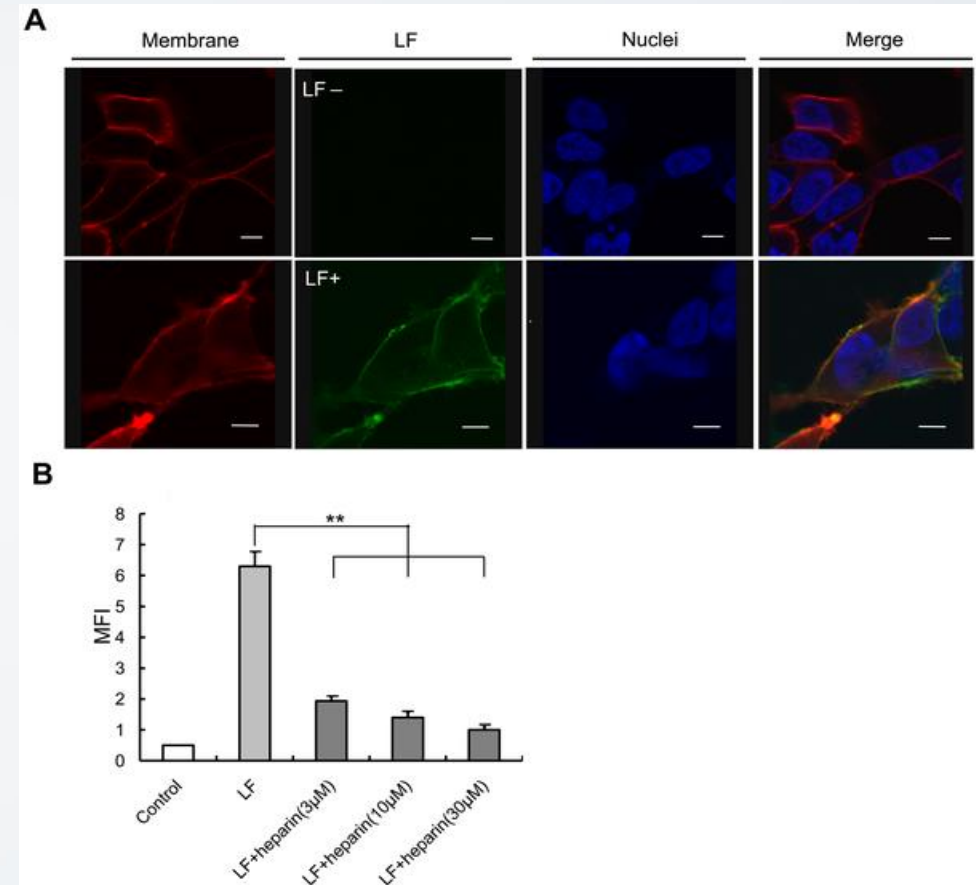 A
Membrane LF Nuclei Merge
LF –
LF+
B
**
8
7
6
5
4
3
2
1
0
MFI
Control LF LF+heparin(3μM) LF+heparin(10μM) LF+heparin(30μM)